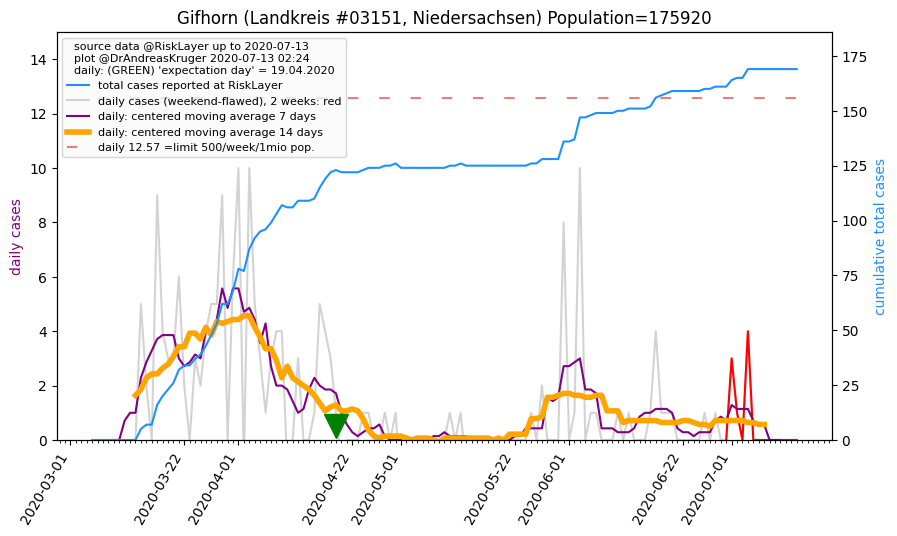 Gifhorn (Landkreis #03151, Niedersachsen) Population=175920
source data @RiskLayer up to 2020-07-13
plot @DrAndreasKruger 2020-07-13 02:24
daily: (GREEN) 'expectation day' = 19.04.2020
total cases reported at RiskLayer
daily cases (weekend-flawed), 2 weeks: red
daily: centered moving average 7 days
daily: centered moving average 14 days
daily 12.57 =limit 500/week/1mio pop.
daily cases
14
12
10
8
6
4
2
0
cumulative total cases
175
150
125
100
75
50
25
0
2020-03-01
2020-03-22
2020-04-01
2020-04-22
2020-05-01
2020-05-22
2020-06-01
2020-06-22
2020-07-01